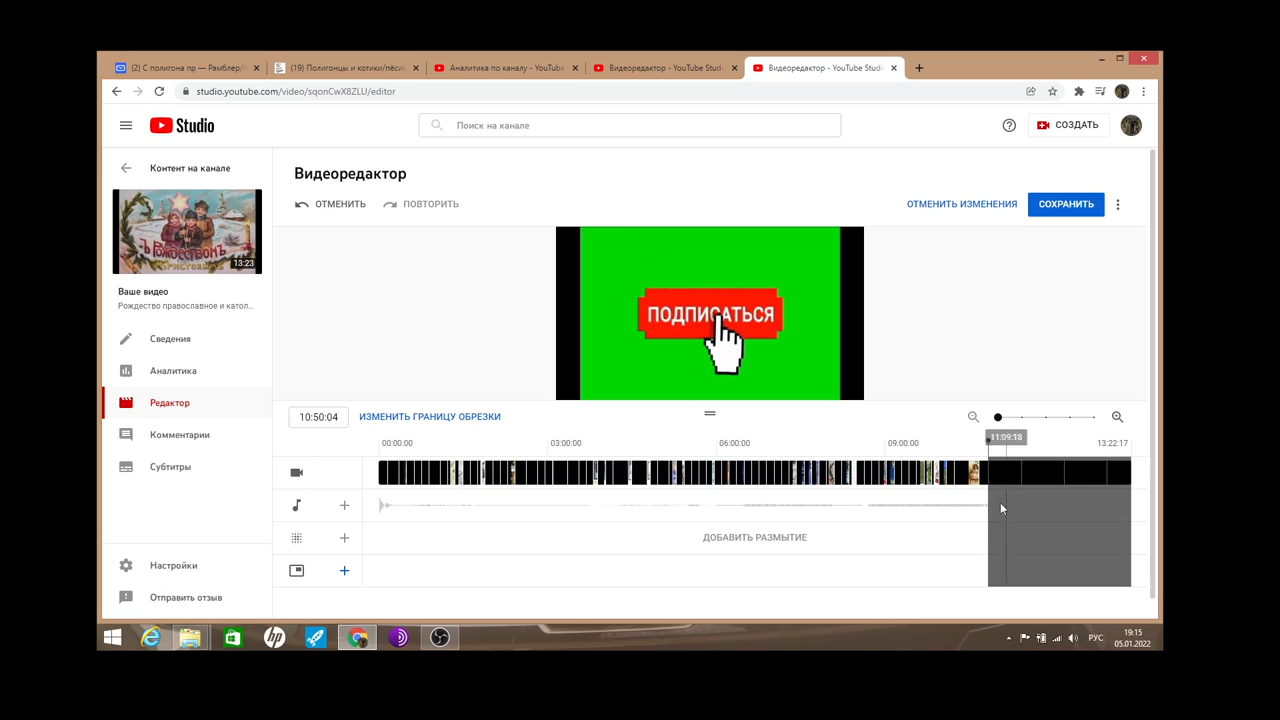 (2) С полигона пр — Рамблер/п
(19) Полигонцы и котики/пёси
Аналитика по каналу - YouTube
Видеоредактор - YouTube Studi
Видеоредактор - YouTube Studi
studio.youtube.com/video/sqonCwX8ZLU/editor
Studio
Поиск на канале
СОЗДАТЬ
Контент на канале
Ъ РОЖДЕСТВОМЪ
ХРИСТОВЫМЪ
13:23
Ваше видео
Рождество православное и катол...
Сведения
Аналитика
Редактор
Комментарии
Субтитры
Настройки
Отправить отзыв
Видеоредактор
ОТМЕНИТЬ
ПОВТОРИТЬ
ОТМЕНИТЬ ИЗМЕНЕНИЯ
СОХРАНИТЬ
ПОДПИСАТЬСЯ
10:50:04
ИЗМЕНИТЬ ГРАНИЦУ ОБРЕЗКИ
11:09:18
00:00:00
03:00:00
06:00:00
09:00:00
13:22:17
ДОБАВИТЬ РАЗМЫТИЕ
hp
РУС
19:15
05.01.2022